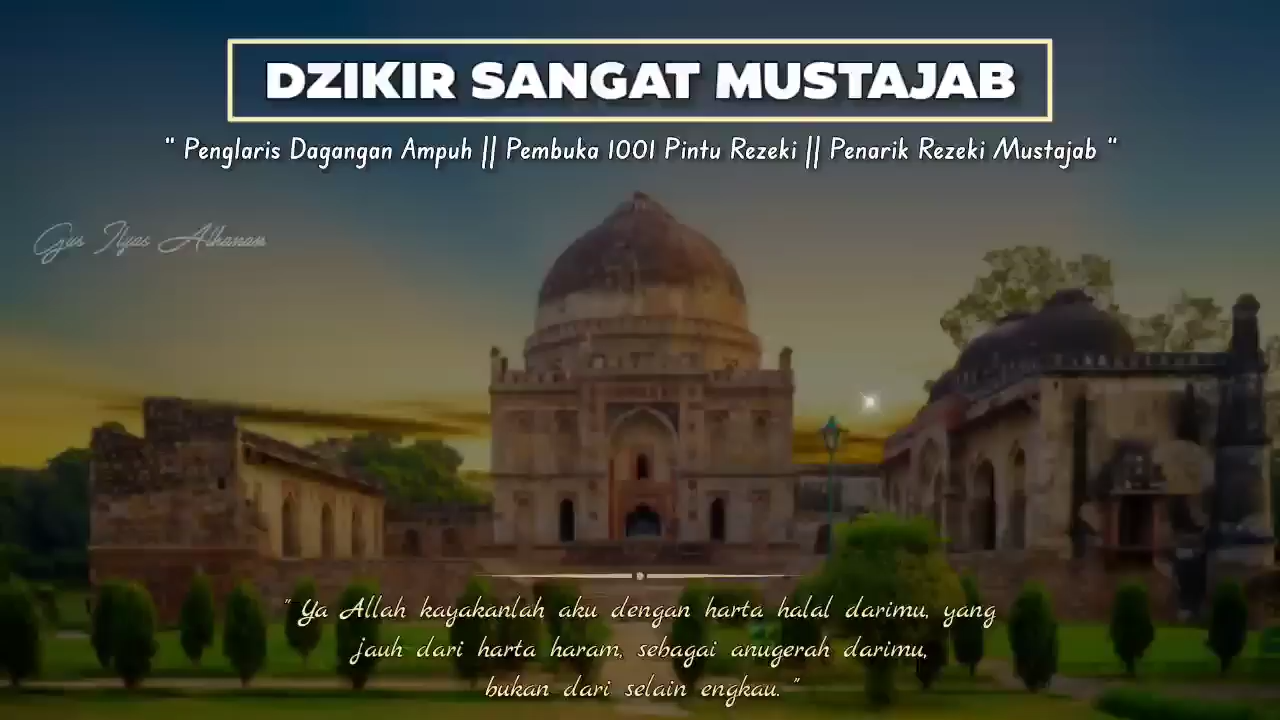 DZIKIR SANGAT MUSTAJAB
" Penglaris Dagangan Ampuh || Pembuka 1001 Pintu Rezeki || Penarik Rezeki Mustajab "
Gus Ilyas Alhanan
" Ya Allah kayakanlah aku dengan harta halal darimu, yang
jauh dari harta haram, sebagai anugerah darimu,
bukan dari selain engkau. "